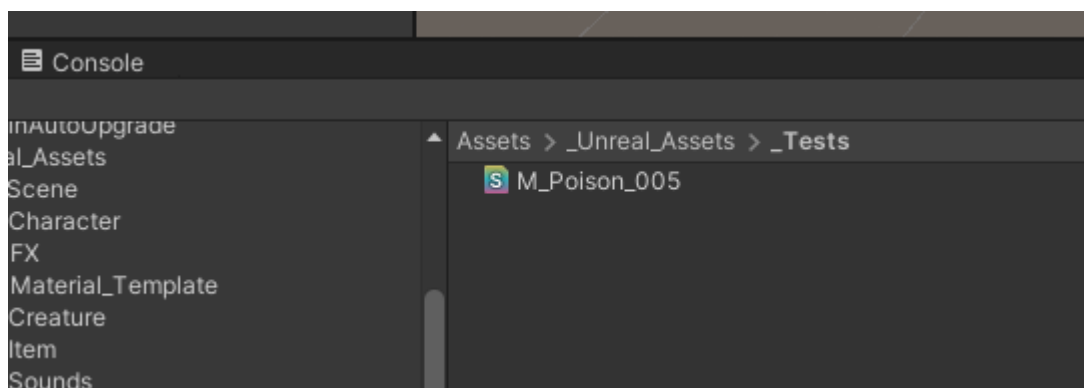 Console
Assets > _Unreal_Assets > _Tests
M_Poison_005
inAutoUpgrade
al_Assets
Scene
Character
FX
Material_Template
Creature
Item
Sounds